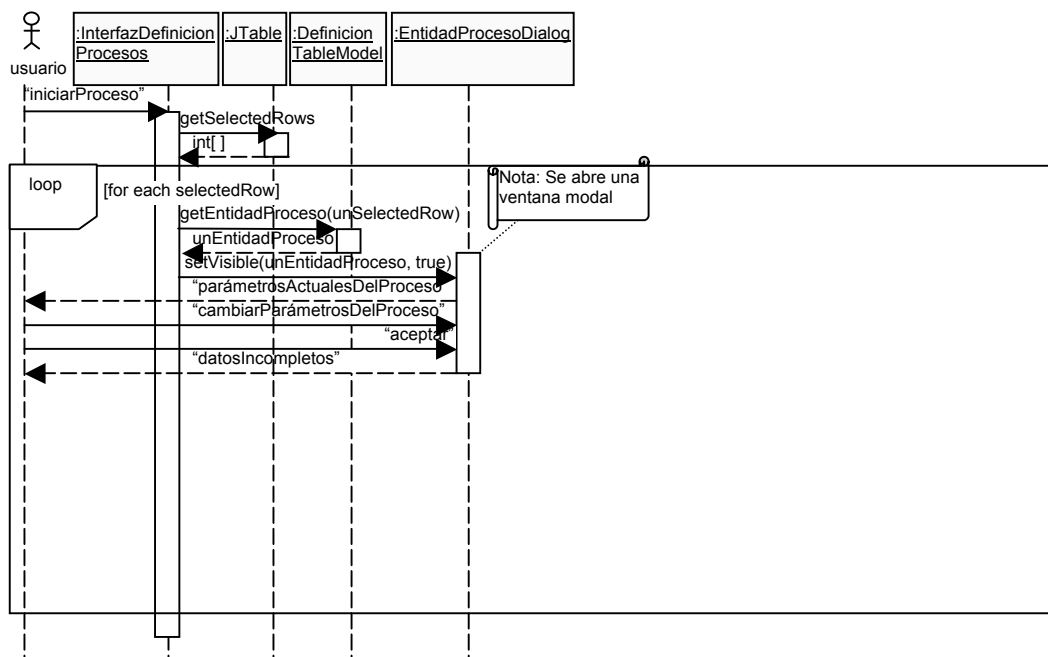 :InterfazDefinicion
Procesos
:JTable
:Definicion
TableModel
:EntidadProcesoDialog
usuario
“iniciarProceso”
getSelectedRows
int[ ]
loop
[for each selectedRow]
Nota: Se abre una
ventana modal
getEntidadProceso(unSelectedRow)
unEntidadProceso
setVisible(unEntidadProceso, true)
“parámetrosActualesDelProceso
“cambiarParámetrosDelProceso”
“aceptar”
“datosIncompletos”